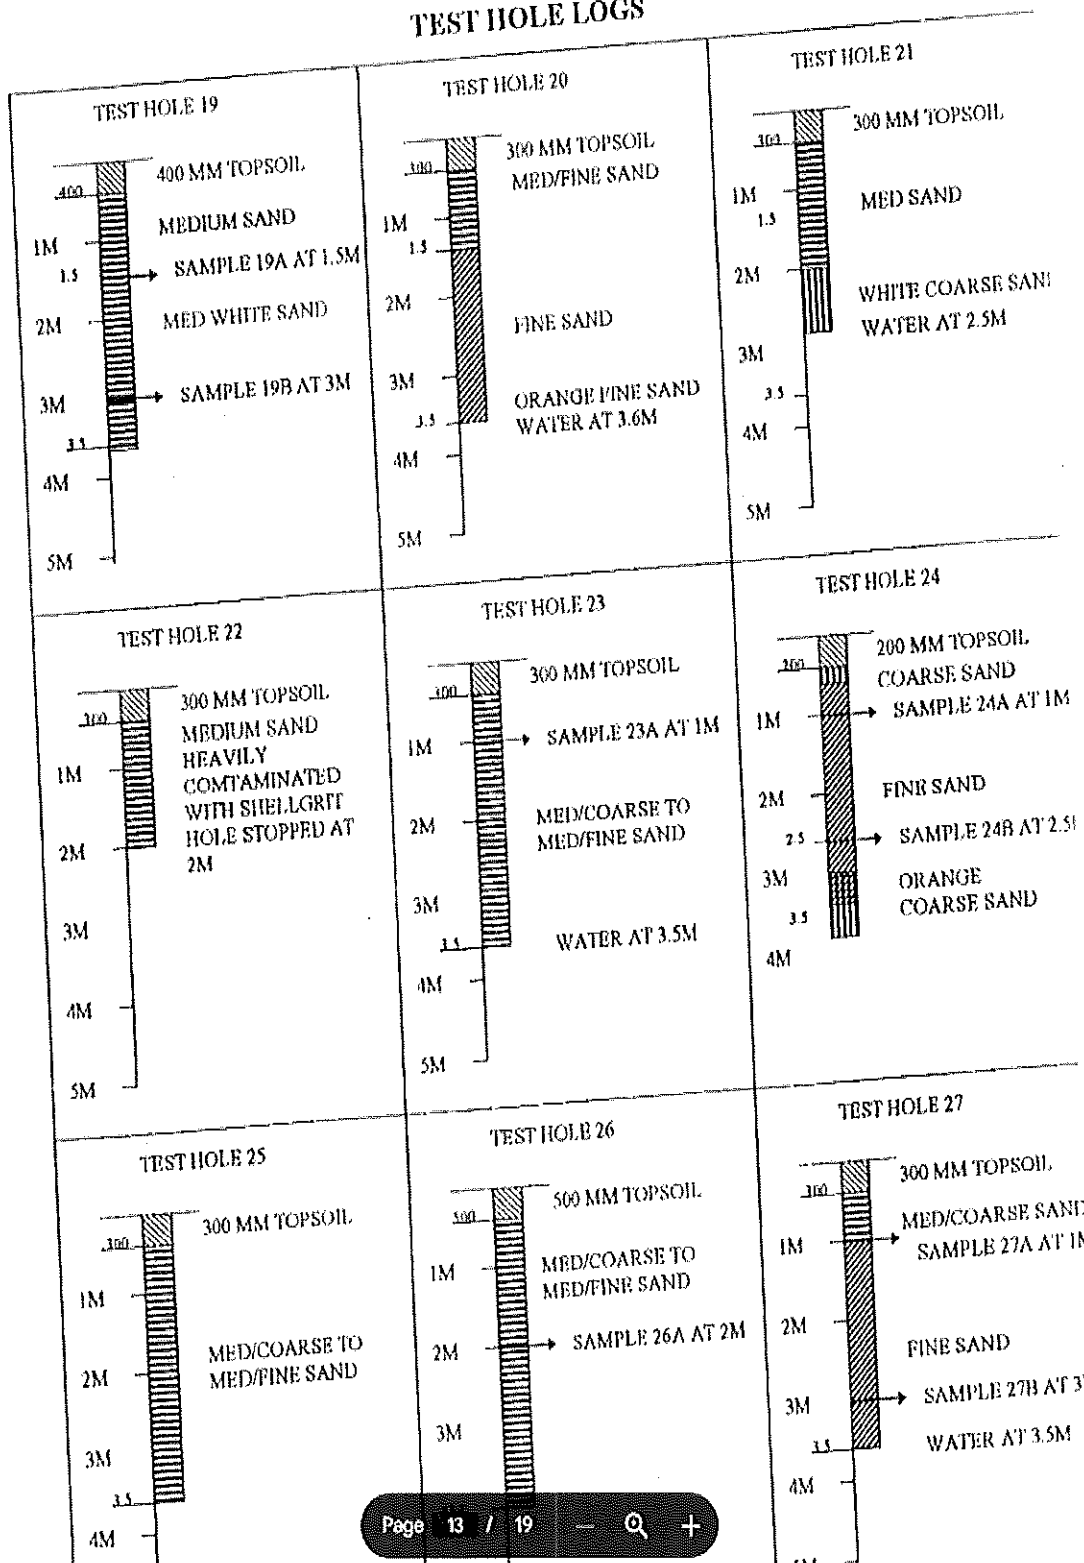 TEST HOLE LOGS
TEST HOLE 19
400 MM TOPSOIL
.400
MEDIUM SAND
1M
1.5
SAMPLE 19A AT 1.5M
2M
MED WHITE SAND
3M
SAMPLE 19B AT 3M
3.5
4M
5M
TEST HOLE 20
300 MM TOPSOIL
.300
MED/FINE SAND
1M
1.5
2M
FINE SAND
3M
ORANGE FINE SAND
3.5
WATER AT 3.6M
4M
5M
TEST HOLE 21
300 MM TOPSOIL
.300
1M
MED SAND
1.5
2M
WHITE COARSE SAN
WATER AT 2.5M
3M
3.5
4M
5M
TEST HOLE 22
300 MM TOPSOIL
.300
MEDIUM SAND
HEAVILY
1M
COMTAMINATED
WITH SHELLGRIT
HOLE STOPPED AT
2M
2M
3M
4M
5M
TEST HOLE 23
300 MM TOPSOIL
.300
1M
SAMPLE 23A AT 1M
2M
MED/COARSE TO
MED/FINE SAND
3M
3.5
WATER AT 3.5M
4M
5M
TEST HOLE 24
200 MM TOPSOIL
.200
COARSE SAND
1M
SAMPLE 24A AT 1M
2M
FINE SAND
2.5
SAMPLE 24B AT 2.5
3M
ORANGE
COARSE SAND
3.5
4M
TEST HOLE 25
300 MM TOPSOIL
.300
1M
MED/COARSE TO
2M
MED/FINE SAND
3M
3.5
4M
TEST HOLE 26
500 MM TOPSOIL
.500
1M
MED/COARSE TO
MED/FINE SAND
2M
SAMPLE 26A AT 2M
3M
TEST HOLE 27
300 MM TOPSOIL
.300
MED/COARSE SAND
1M
SAMPLE 27A AT 1M
2M
FINE SAND
3M
SAMPLE 27B AT 3
3.5
WATER AT 3.5M
4M
Page 13 / 19